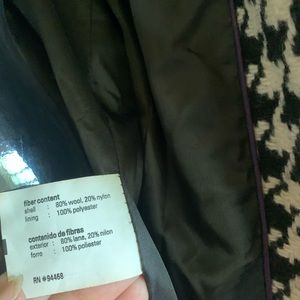 fiber content
shell : 80% wool, 20% nylon
lining : 100% polyester
contenido de fibras
exterior : 80% lana, 20% nilon
forro : 100% poliester
RN #94468